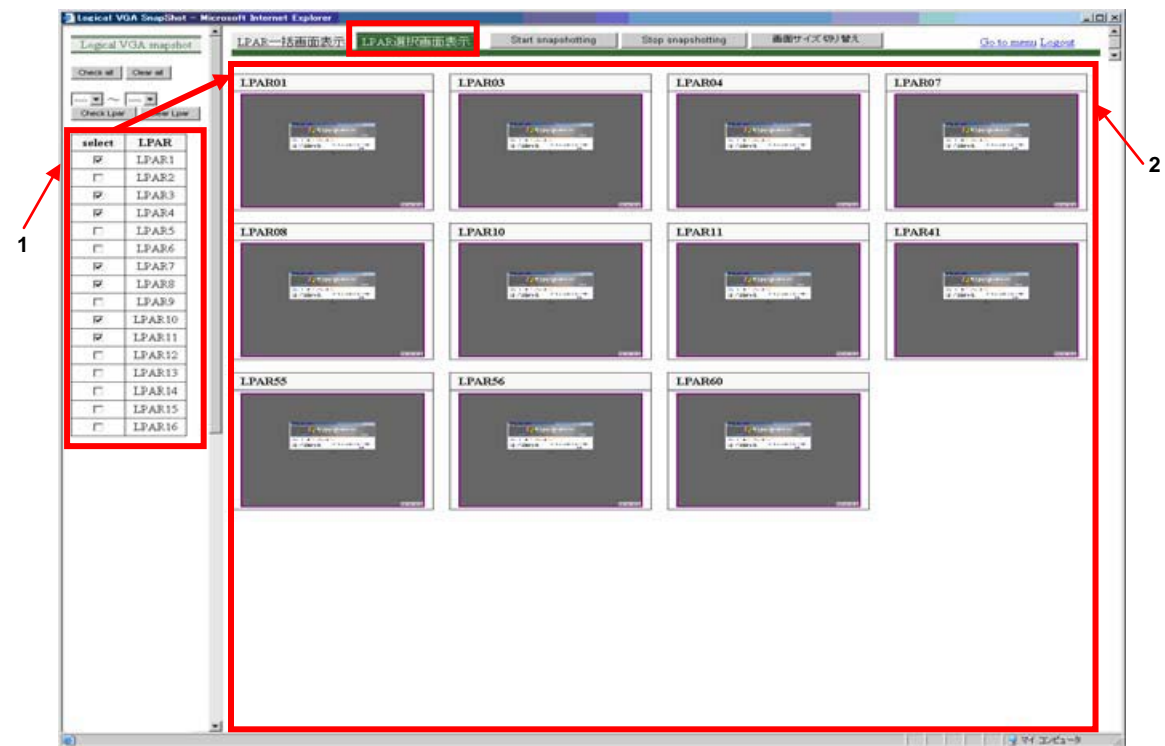 Logical VGA SnapShot - Microsoft Internet Explorer
Logical VGA snapshot
LPAR一括画面表示
LPAR選択画面表示
Start snapshotting
Stop snapshotting
画面サイズ切り替え
Go to menu Logout
Check all
Clear all
--- ～ ---
Check Lpar
Clear Lpar
select LPAR
LPAR1
LPAR2
LPAR3
LPAR4
LPAR5
LPAR6
LPAR7
LPAR8
LPAR9
LPAR10
LPAR11
LPAR12
LPAR13
LPAR14
LPAR15
LPAR16
1
LPAR01
LPAR03
LPAR04
LPAR07
LPAR08
LPAR10
LPAR11
LPAR41
LPAR55
LPAR56
LPAR60
2
マイ コンピュータ